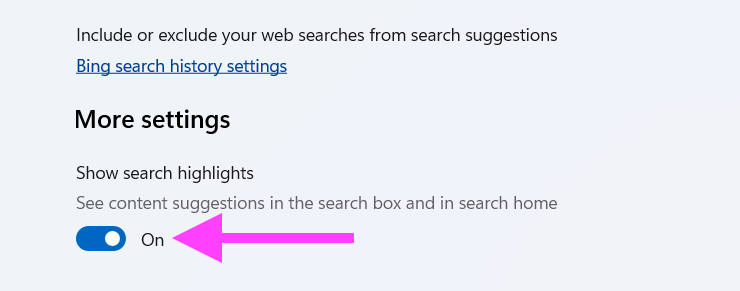 Include or exclude your web searches from search suggestions
Bing search history settings
More settings
Show search highlights
See content suggestions in the search box and in search home
On